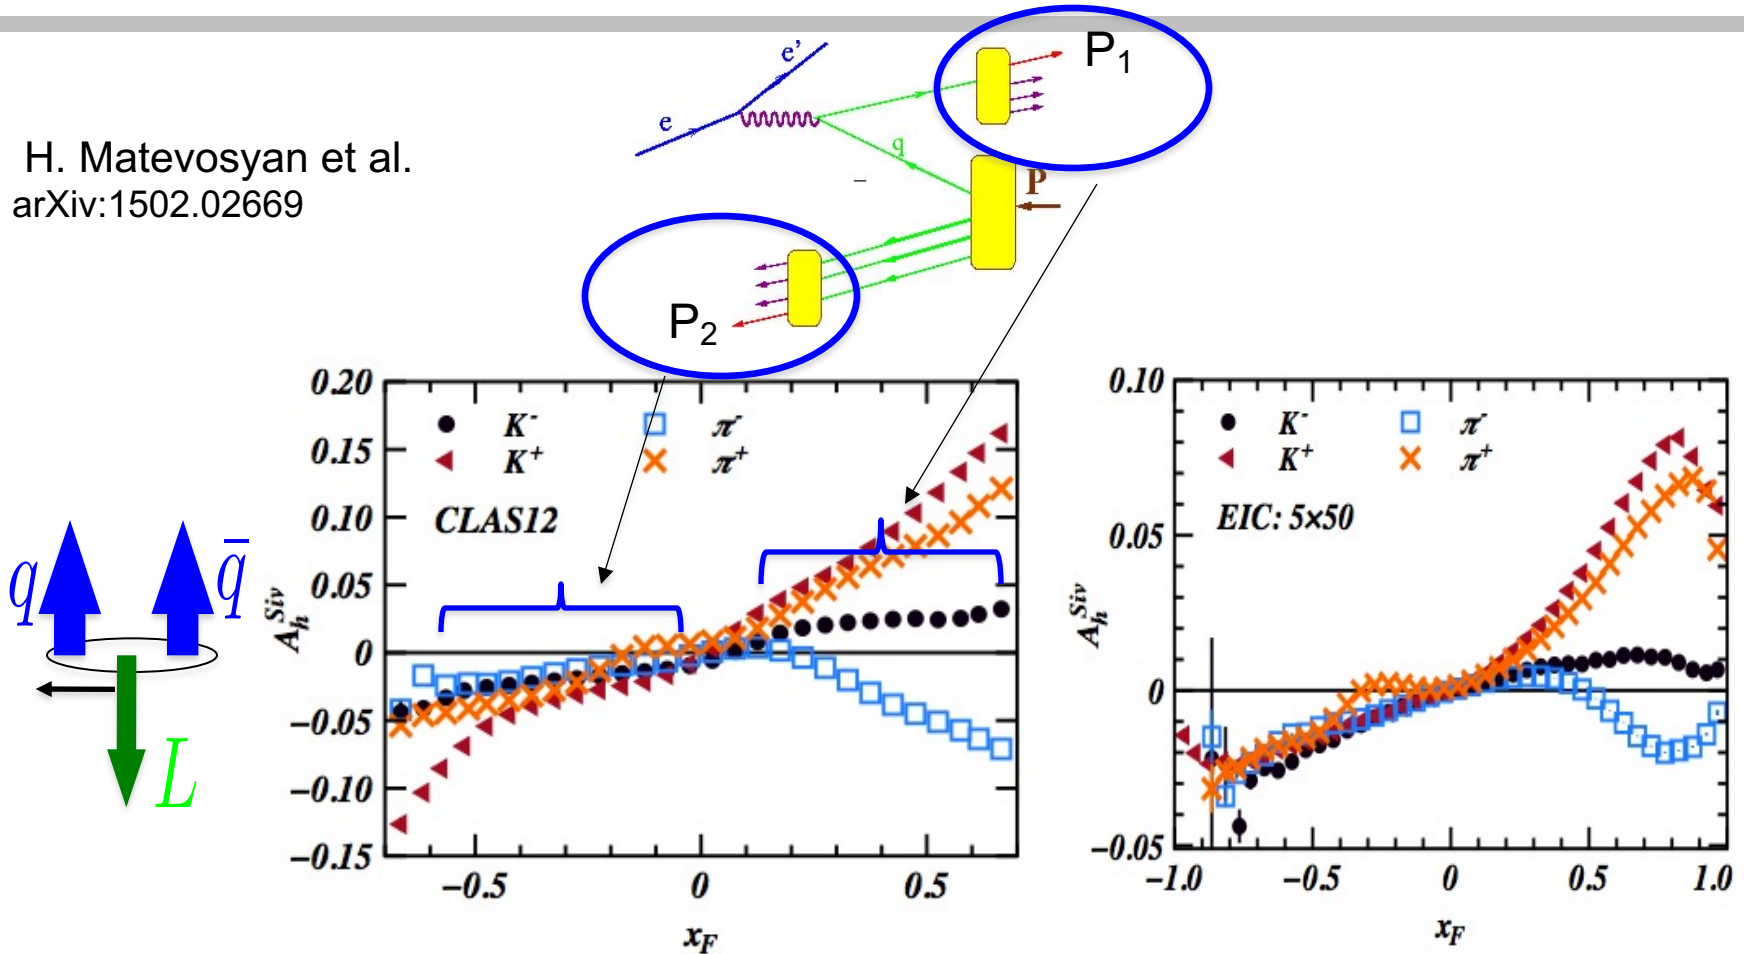 e'
P₁
e
H. Matevosyan et al.
q
P
arXiv:1502.02669
P₂
0.20
0.15
0.10
0.05
0
−0.05
−0.10
−0.15
K⁻ π⁻
K⁺ π⁺
CLAS12
A_h^Siv
−0.5 0 0.5
x_F
0.10
0.05
0
−0.05
K⁻ π⁻
K⁺ π⁺
EIC: 5×50
A_h^Siv
−1.0 −0.5 0 0.5 1.0
x_F
q q̄
L